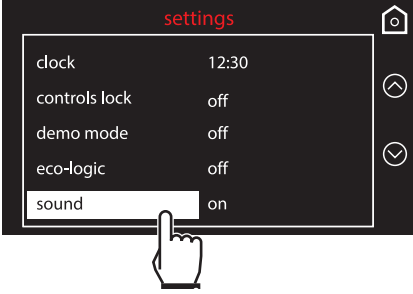 settings
clock 12:30
controls lock off
demo mode off
eco-logic off
sound on